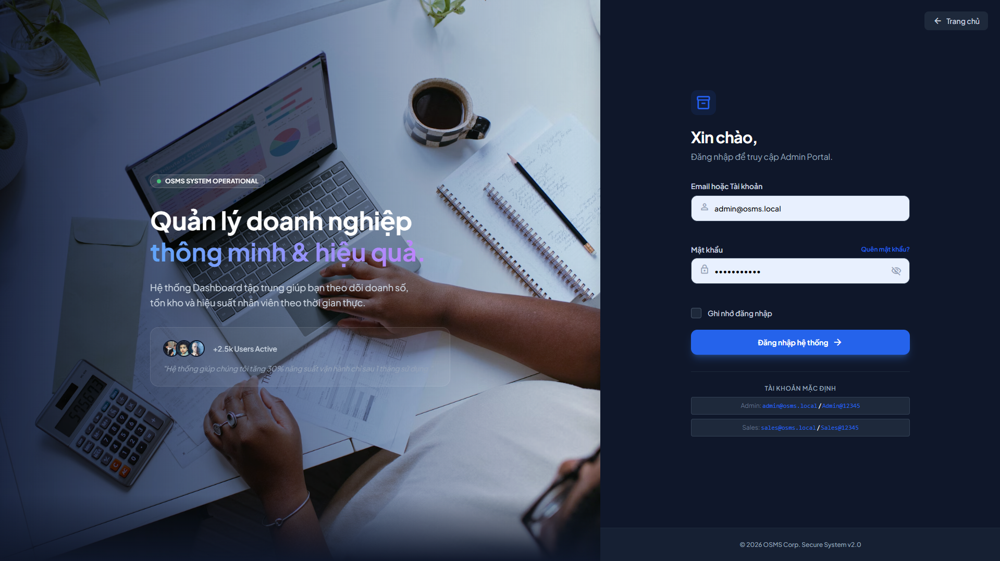 Trang chủ
OSMS SYSTEM OPERATIONAL
Quản lý doanh nghiệp
thông minh & hiệu quả.
Hệ thống Dashboard tập trung giúp bạn theo dõi doanh số,
tồn kho và hiệu suất nhân viên theo thời gian thực.
+2.5k Users Active
"Hệ thống giúp chúng tôi tăng 30% năng suất vận hành chỉ sau 1 tháng sử dụng
Xin chào,
Đăng nhập để truy cập Admin Portal.
Email hoặc Tài khoản
admin@osms.local
Mật khẩu
Quên mật khẩu?
Ghi nhớ đăng nhập
Đăng nhập hệ thống
TÀI KHOẢN MẶC ĐỊNH
Admin: admin@osms.local / Admin@12345
Sales: sales@osms.local / Sales@12345
© 2026 OSMS Corp. Secure System v2.0